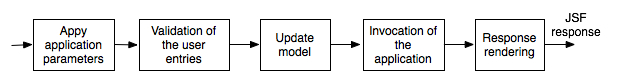 Appy
application
parameters
Validation of
the user
entries
Update
model
Invocation of
the
application
Response
rendering
JSF
response